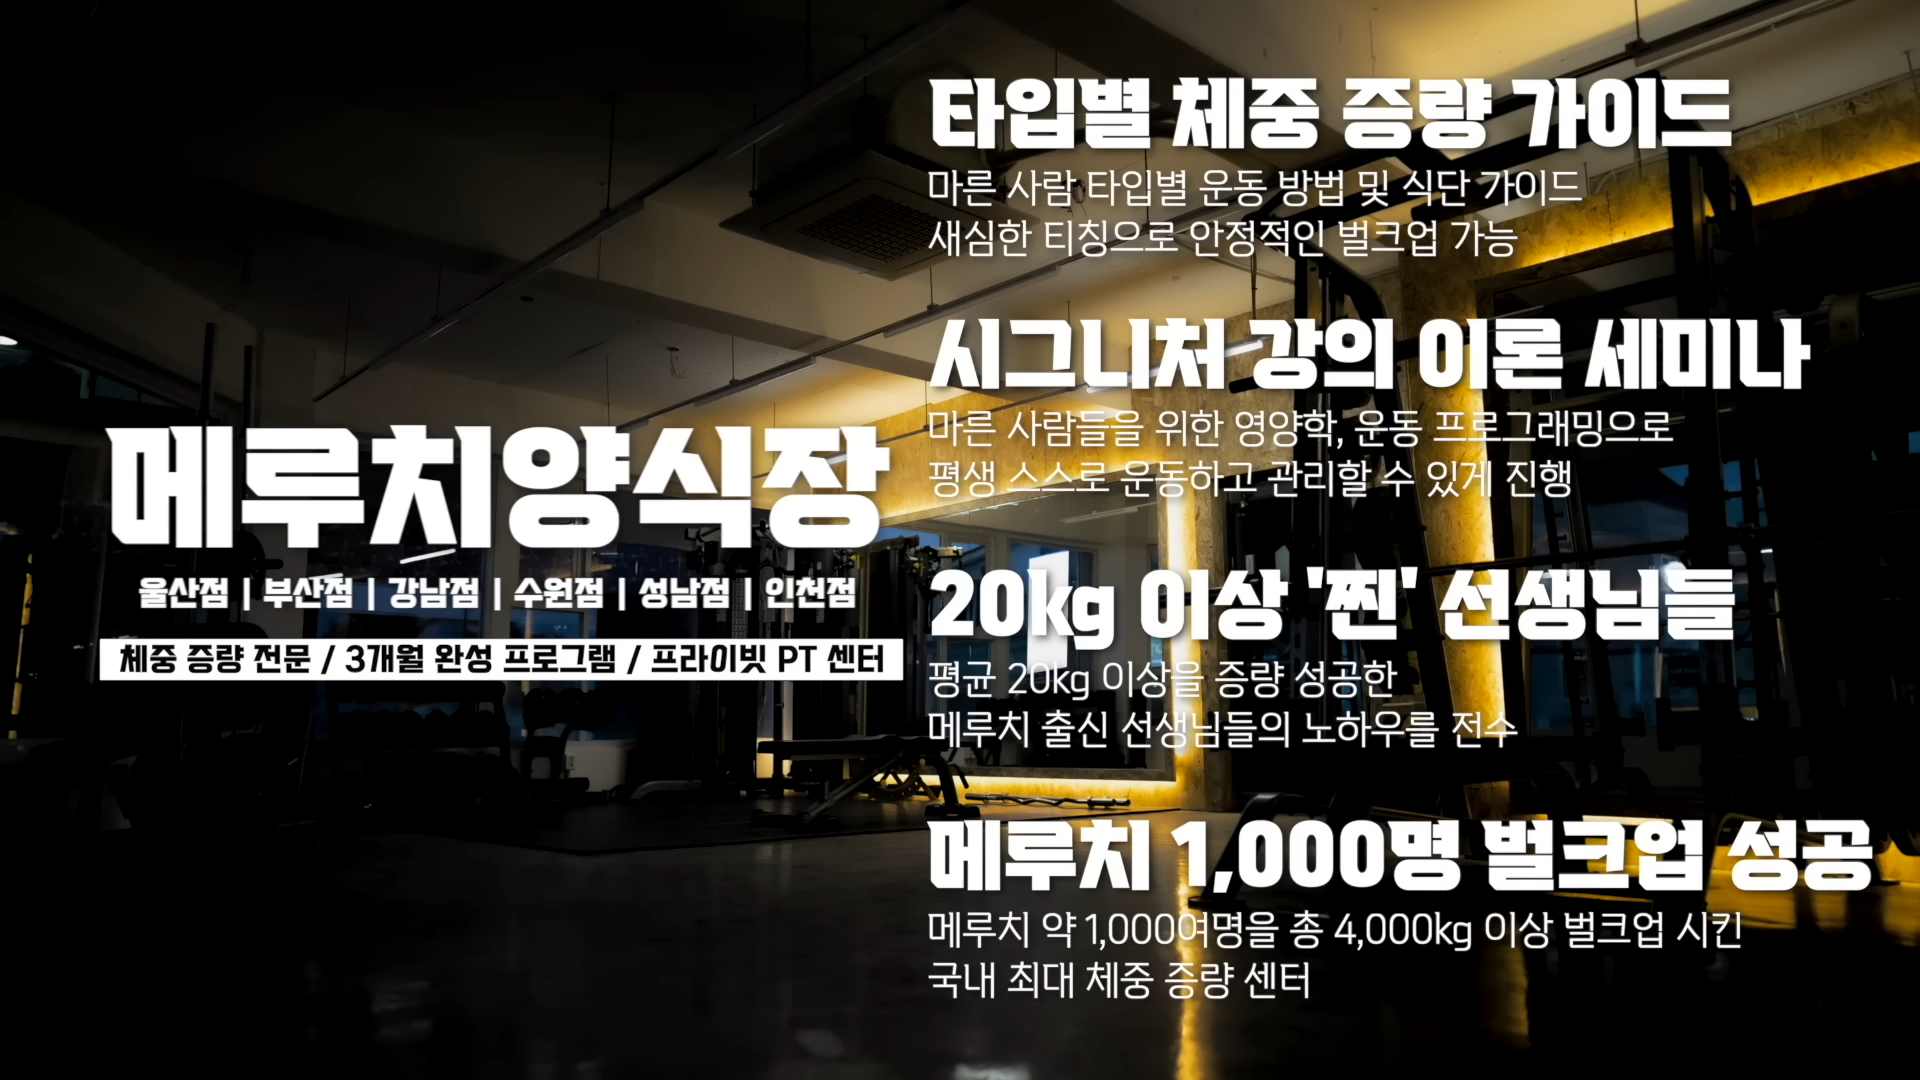 메루치양식장
울산점 | 부산점 | 강남점 | 수원점 | 성남점 | 인천점
체중 증량 전문 / 3개월 완성 프로그램 / 프라이빗 PT 센터
타입별 체중 증량 가이드
마른 사람 타입별 운동 방법 및 식단 가이드
새심한 티칭으로 안정적인 벌크업 가능
시그니처 강의 이론 세미나
마른 사람들을 위한 영양학, 운동 프로그래밍으로
평생 스스로 운동하고 관리할 수 있게 진행
20kg 이상 '찐' 선생님들
평균 20kg 이상을 증량 성공한
메루치 출신 선생님들의 노하우를 전수
메루치 1,000명 벌크업 성공
메루치 약 1,000여명을 총 4,000kg 이상 벌크업 시킨
국내 최대 체중 증량 센터